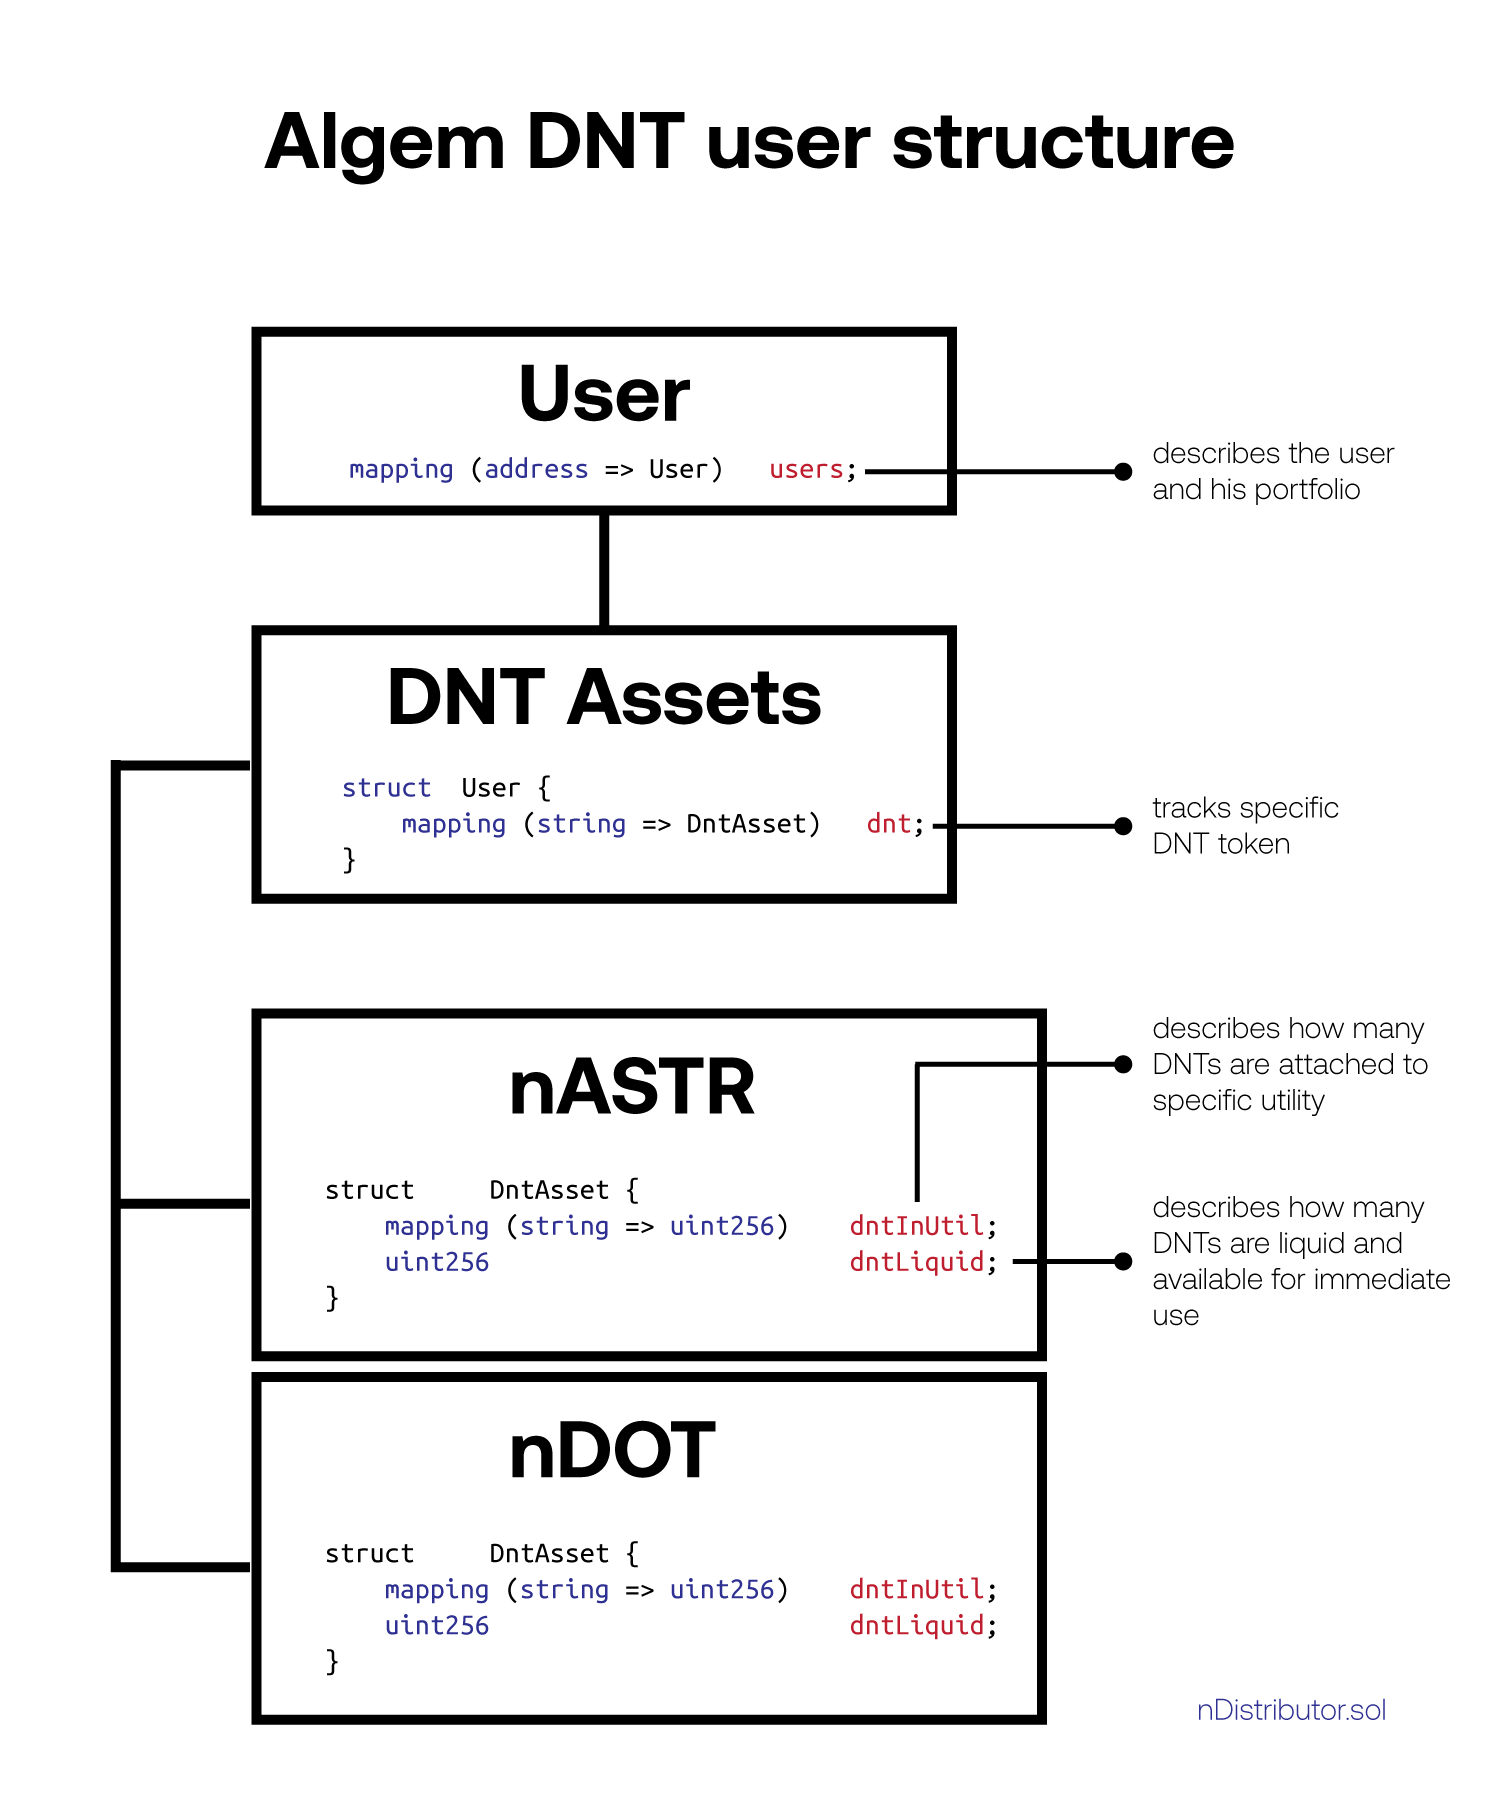 Algem DNT user structure
User
mapping (address => User) users;
describes the user
and his portfolio
DNT Assets
struct User {
mapping (string => DntAsset) dnt;
}
tracks specific
DNT token
nASTR
struct DntAsset {
mapping (string => uint256) dntInUtil;
uint256 dntLiquid;
}
describes how many
DNTs are attached to
specific utility
describes how many
DNTs are liquid and
available for immediate
use
nDOT
struct DntAsset {
mapping (string => uint256) dntInUtil;
uint256 dntLiquid;
}
nDistributor.sol